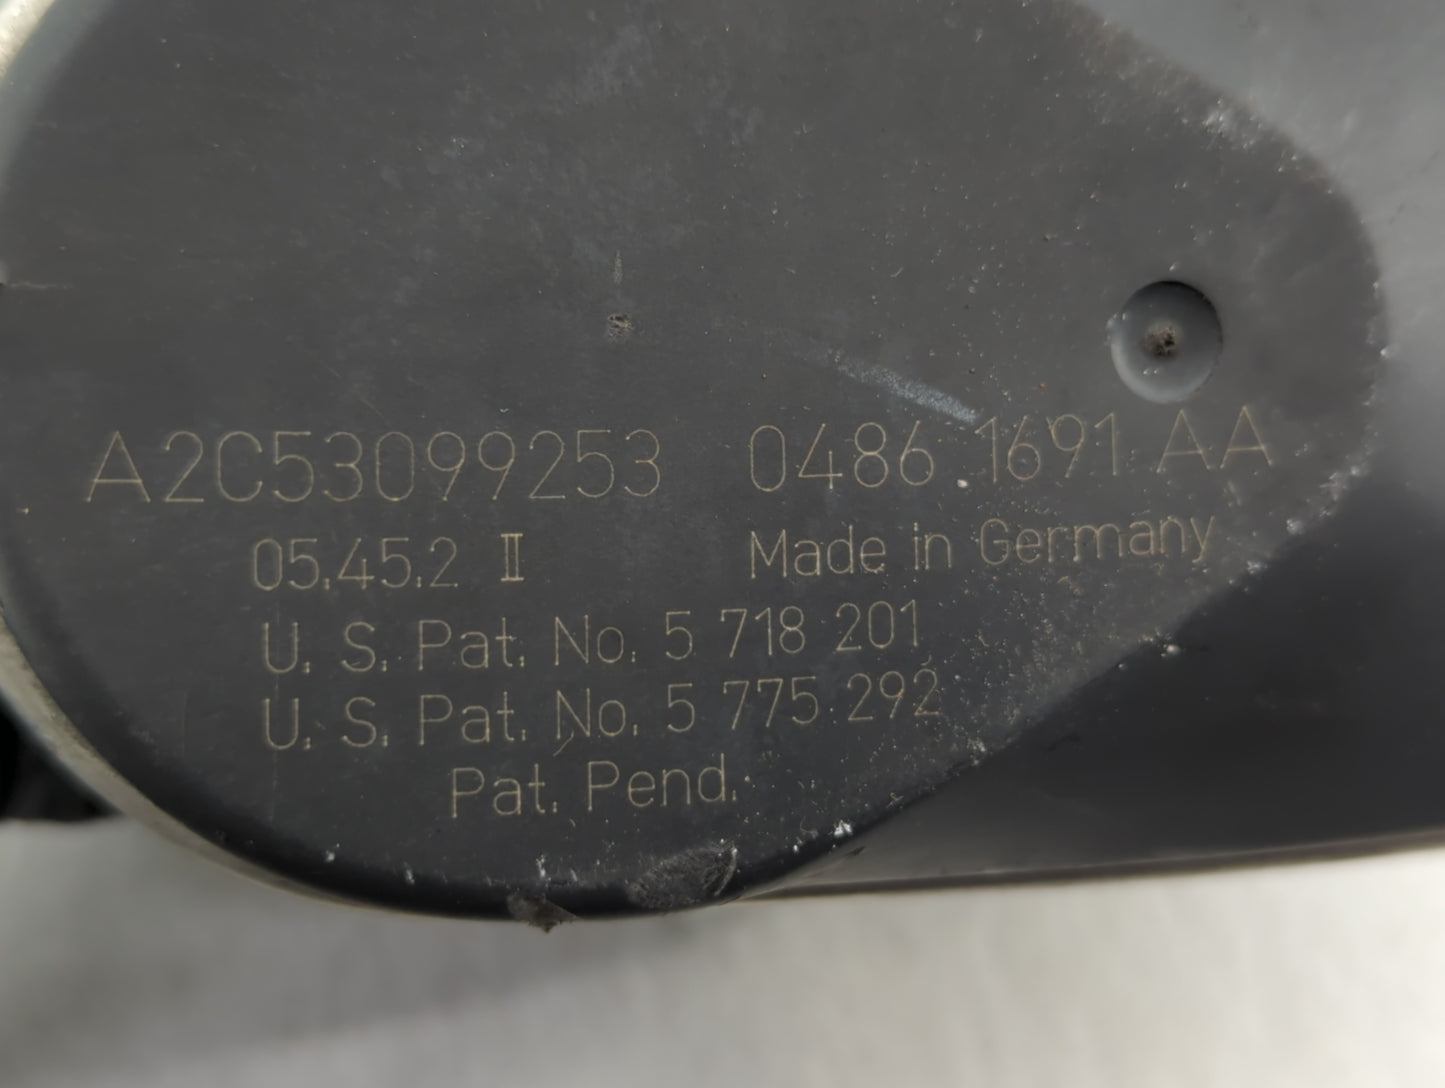 A2C53099253 0486 1691 AA
05.45.2 II Made in Germany
U. S. Pat. No. 5 718 201
U. S. Pat. No. 5 775 292
Pat. Pend.